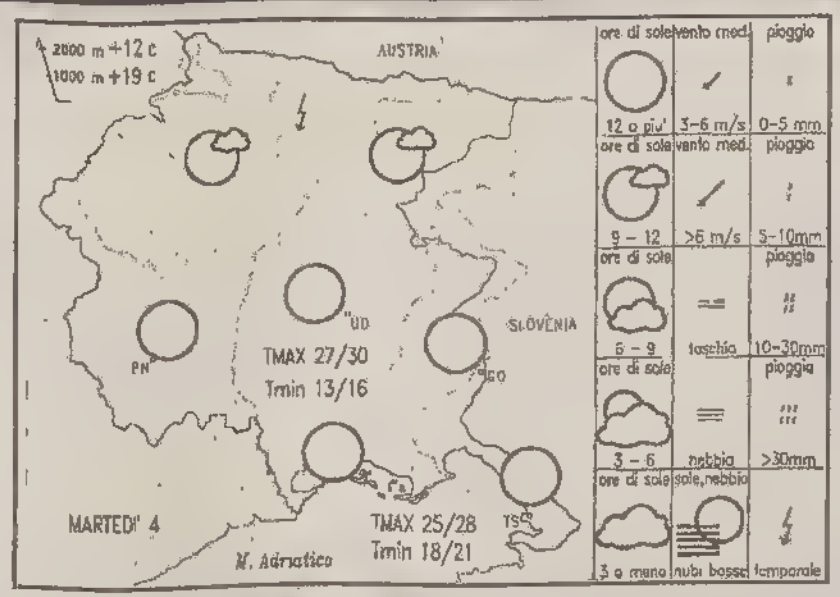 2000 m +12 c
1000 m +19 c
AUSTRIA
SLOVENIA
UD
PN
GO
TS
TMAX 27/30
Tmin 13/16
TMAX 25/28
Tmin 18/21
MARTEDI' 4
M. Adriatico
ore di sole vento med. pioggia
12 o piu' 3-6 m/s 0-5 mm
ore di sole vento med. pioggia
9 - 12 >6 m/s 5-10mm
ore di sole pioggia
6 - 9 foschia 10-30mm
ore di sole pioggia
3 - 6 nebbia >30mm
ore di sole sole,nebbia
3 o meno nubi basse temporale